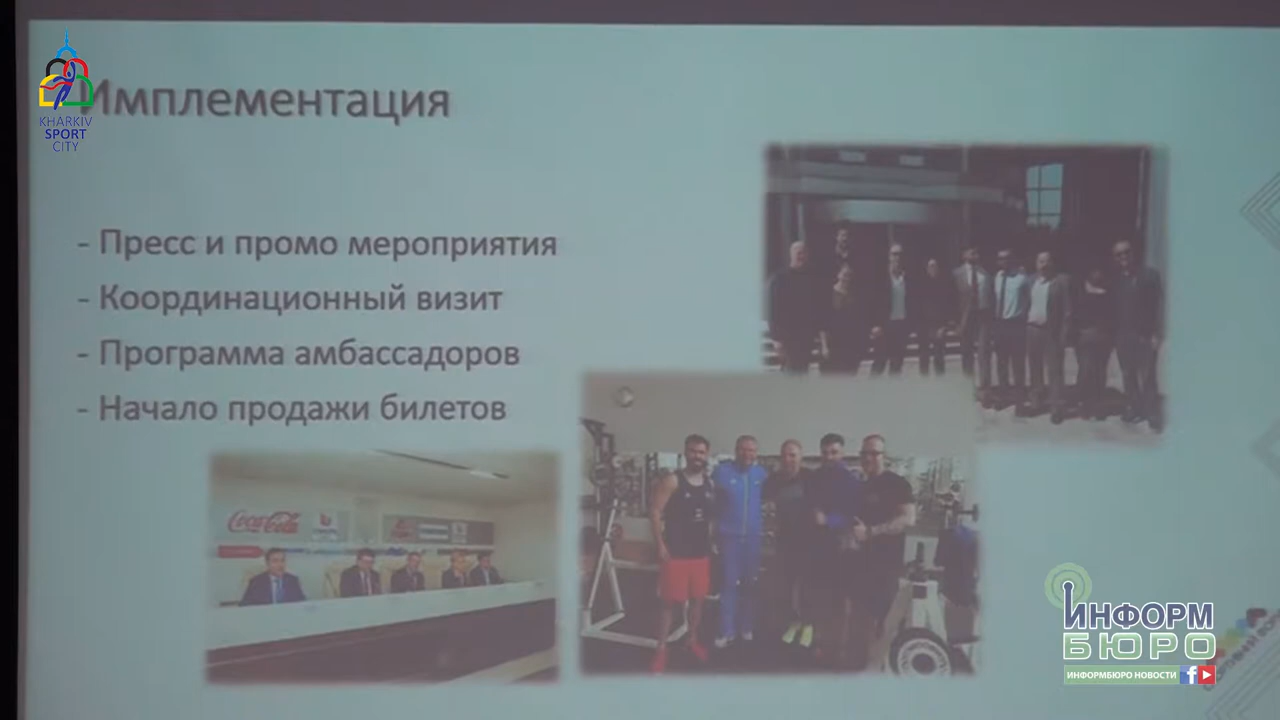 Имплементация
KHARKIV
SPORT
CITY
- Пресс и промо мероприятия
- Координационный визит
- Программа амбассадоров
- Начало продажи билетов
Coca-Cola
ИНФОРМ
БЮРО
ИНФОРМБЮРО НОВОСТИ